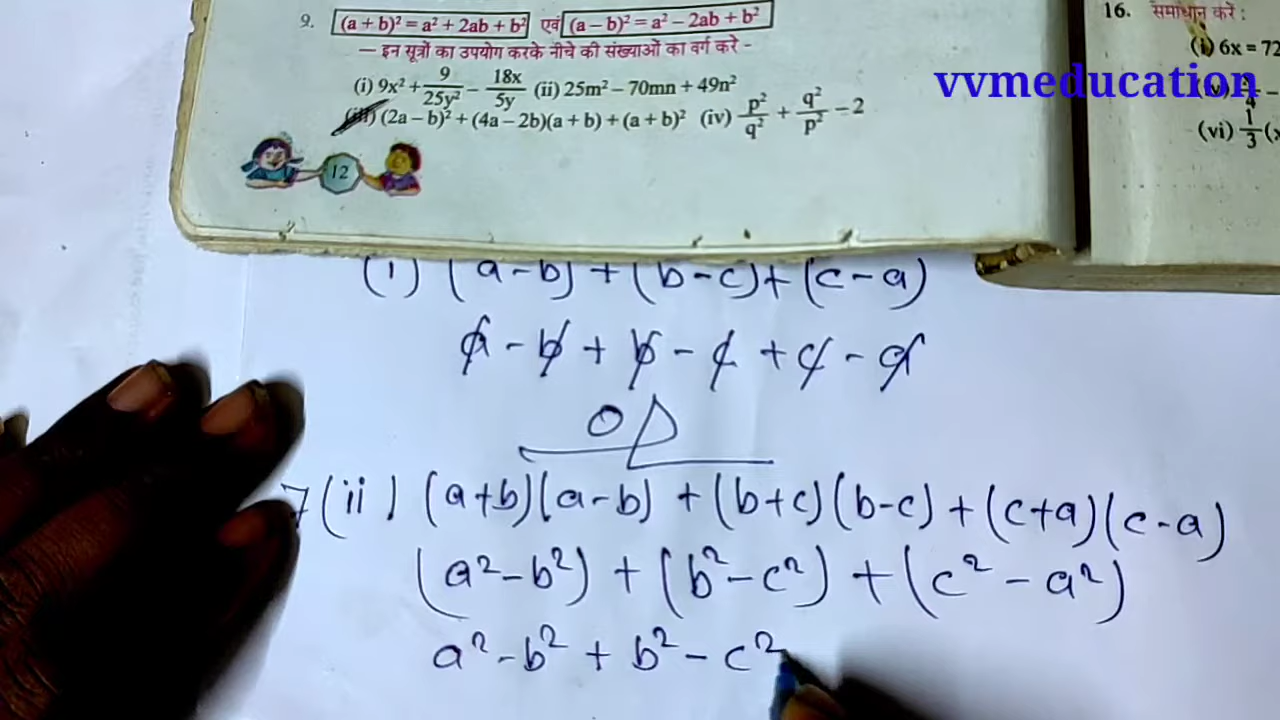 9. (a + b)² = a² + 2ab + b² एवं (a – b)² = a² – 2ab + b²
— इन सूत्रों का उपयोग करके नीचे की संख्याओं का वर्ग करे -
(i) 9x² + 9/25y² – 18x/5y (ii) 25m² – 70mn + 49n²
(iii) (2a – b)² + (4a – 2b)(a + b) + (a + b)² (iv) p²/q² + q²/p² – 2
12
16. समाधान करें :
(i) 6x = 72
vvmeducation
(vi) 1/3 (x
(i) (a-b) + (b-c) + (c-a)
a - b + b - c + c - a
0
7 (ii) (a+b)(a-b) + (b+c)(b-c) + (c+a)(c-a)
(a²-b²) + (b²-c²) + (c²-a²)
a²-b² + b²-c²